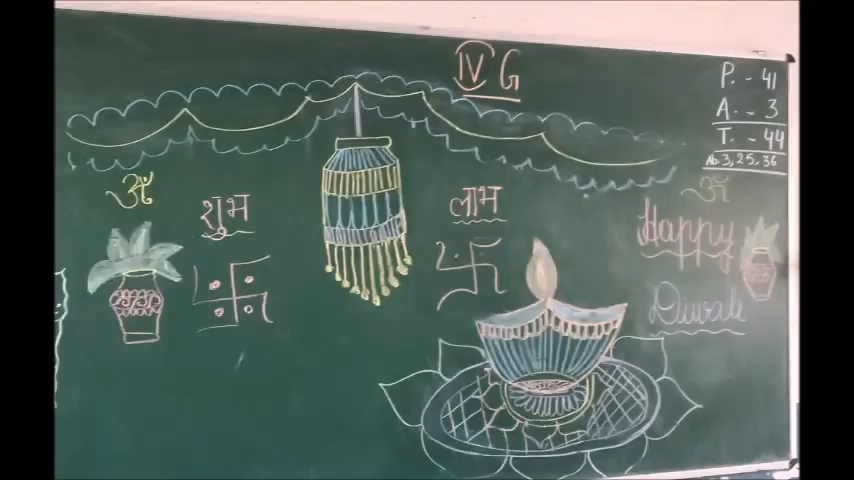 IV G
P. - 41
A. - 3
T. - 44
Ab. 3, 25, 36
ॐ
ॐ
शुभ
लाभ
Happy
Diwali